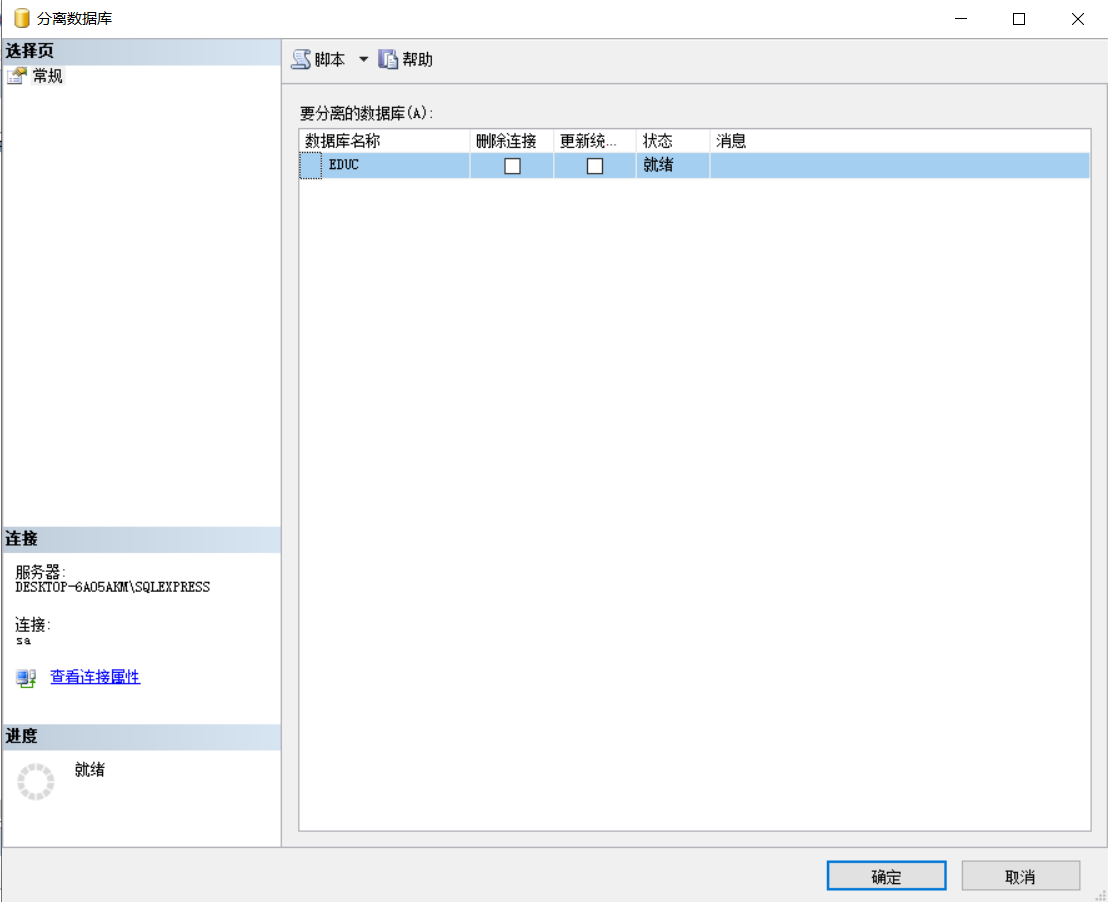 分离数据库
选择页
常规
脚本 帮助
要分离的数据库(A):
数据库名称 删除连接 更新统... 状态 消息
EDUC 就绪
连接
服务器:
DESKTOP-6AO5AKM\SQLEXPRESS
连接:
sa
查看连接属性
进度
就绪
确定 取消